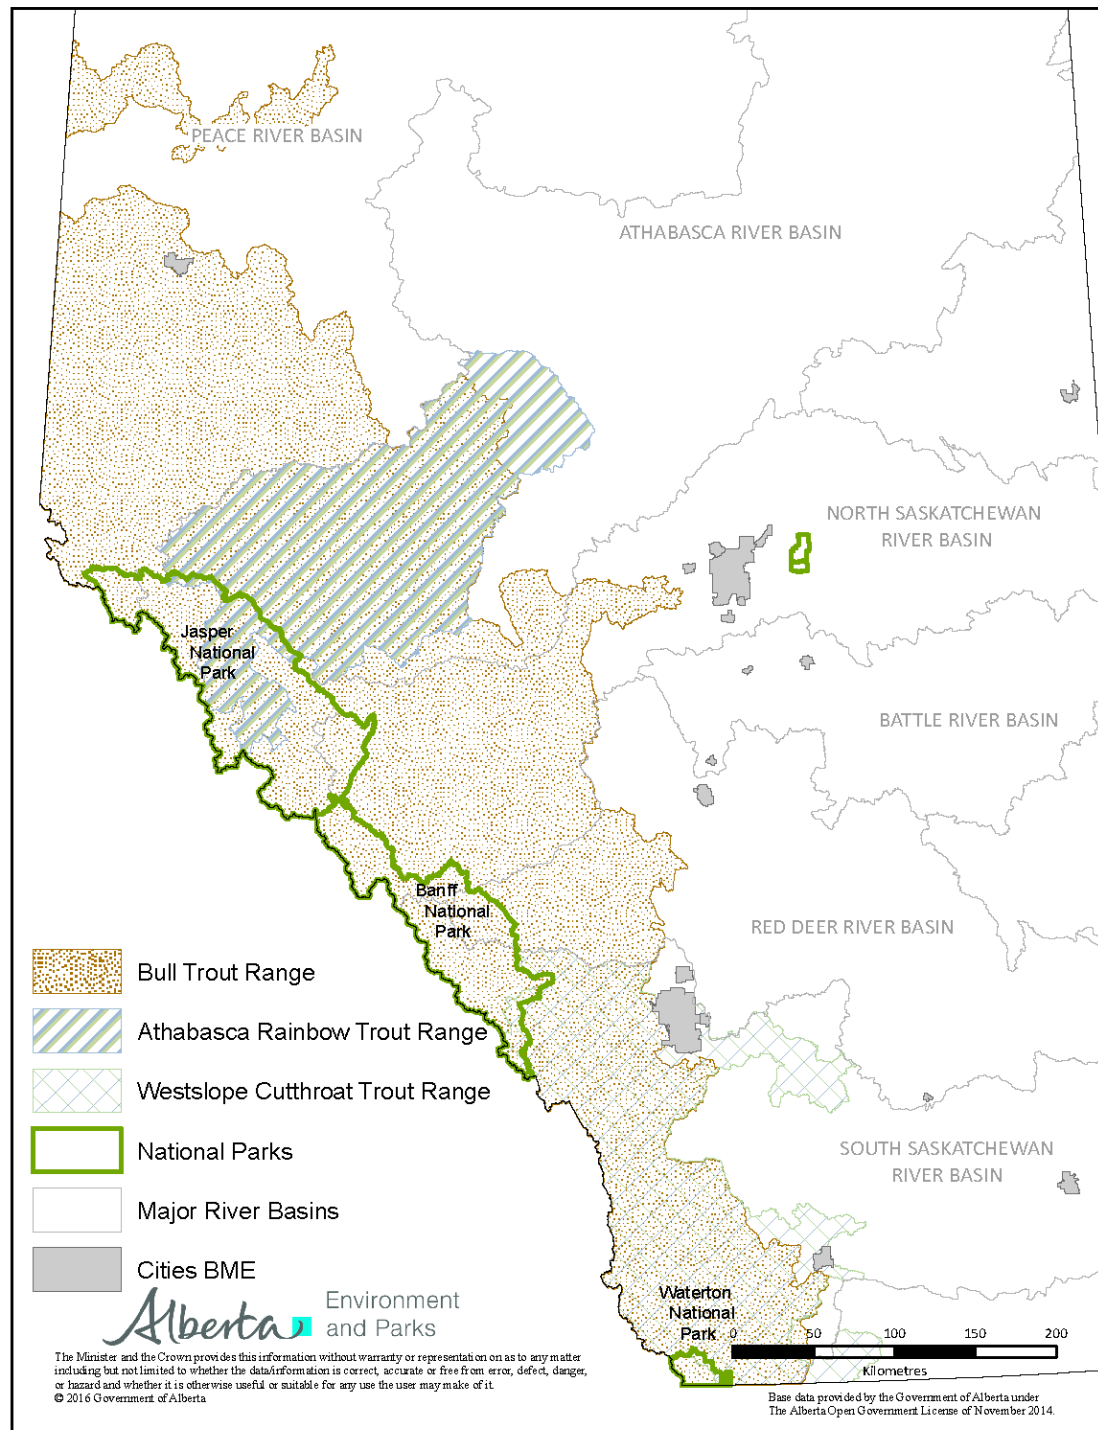 PEACE RIVER BASIN
ATHABASCA RIVER BASIN
NORTH SASKATCHEWAN
RIVER BASIN
Jasper
National
Park
BATTLE RIVER BASIN
Banff
National
Park
RED DEER RIVER BASIN
Bull Trout Range
Athabasca Rainbow Trout Range
Westslope Cutthroat Trout Range
National Parks
SOUTH SASKATCHEWAN
RIVER BASIN
Major River Basins
Cities BME
Waterton
National
Park
Alberta
Environment
and Parks
0 50 100 150 200
Kilometres
The Minister and the Crown provides this information without warranty or representation on as to any matter
including but not limited to whether the data/information is correct, accurate or free from error, defect, danger,
or hazard and whether it is otherwise useful or suitable for any use the user may make of it.
© 2016 Government of Alberta
Base data provided by the Government of Alberta under
The Alberta Open Government License of November 2014.